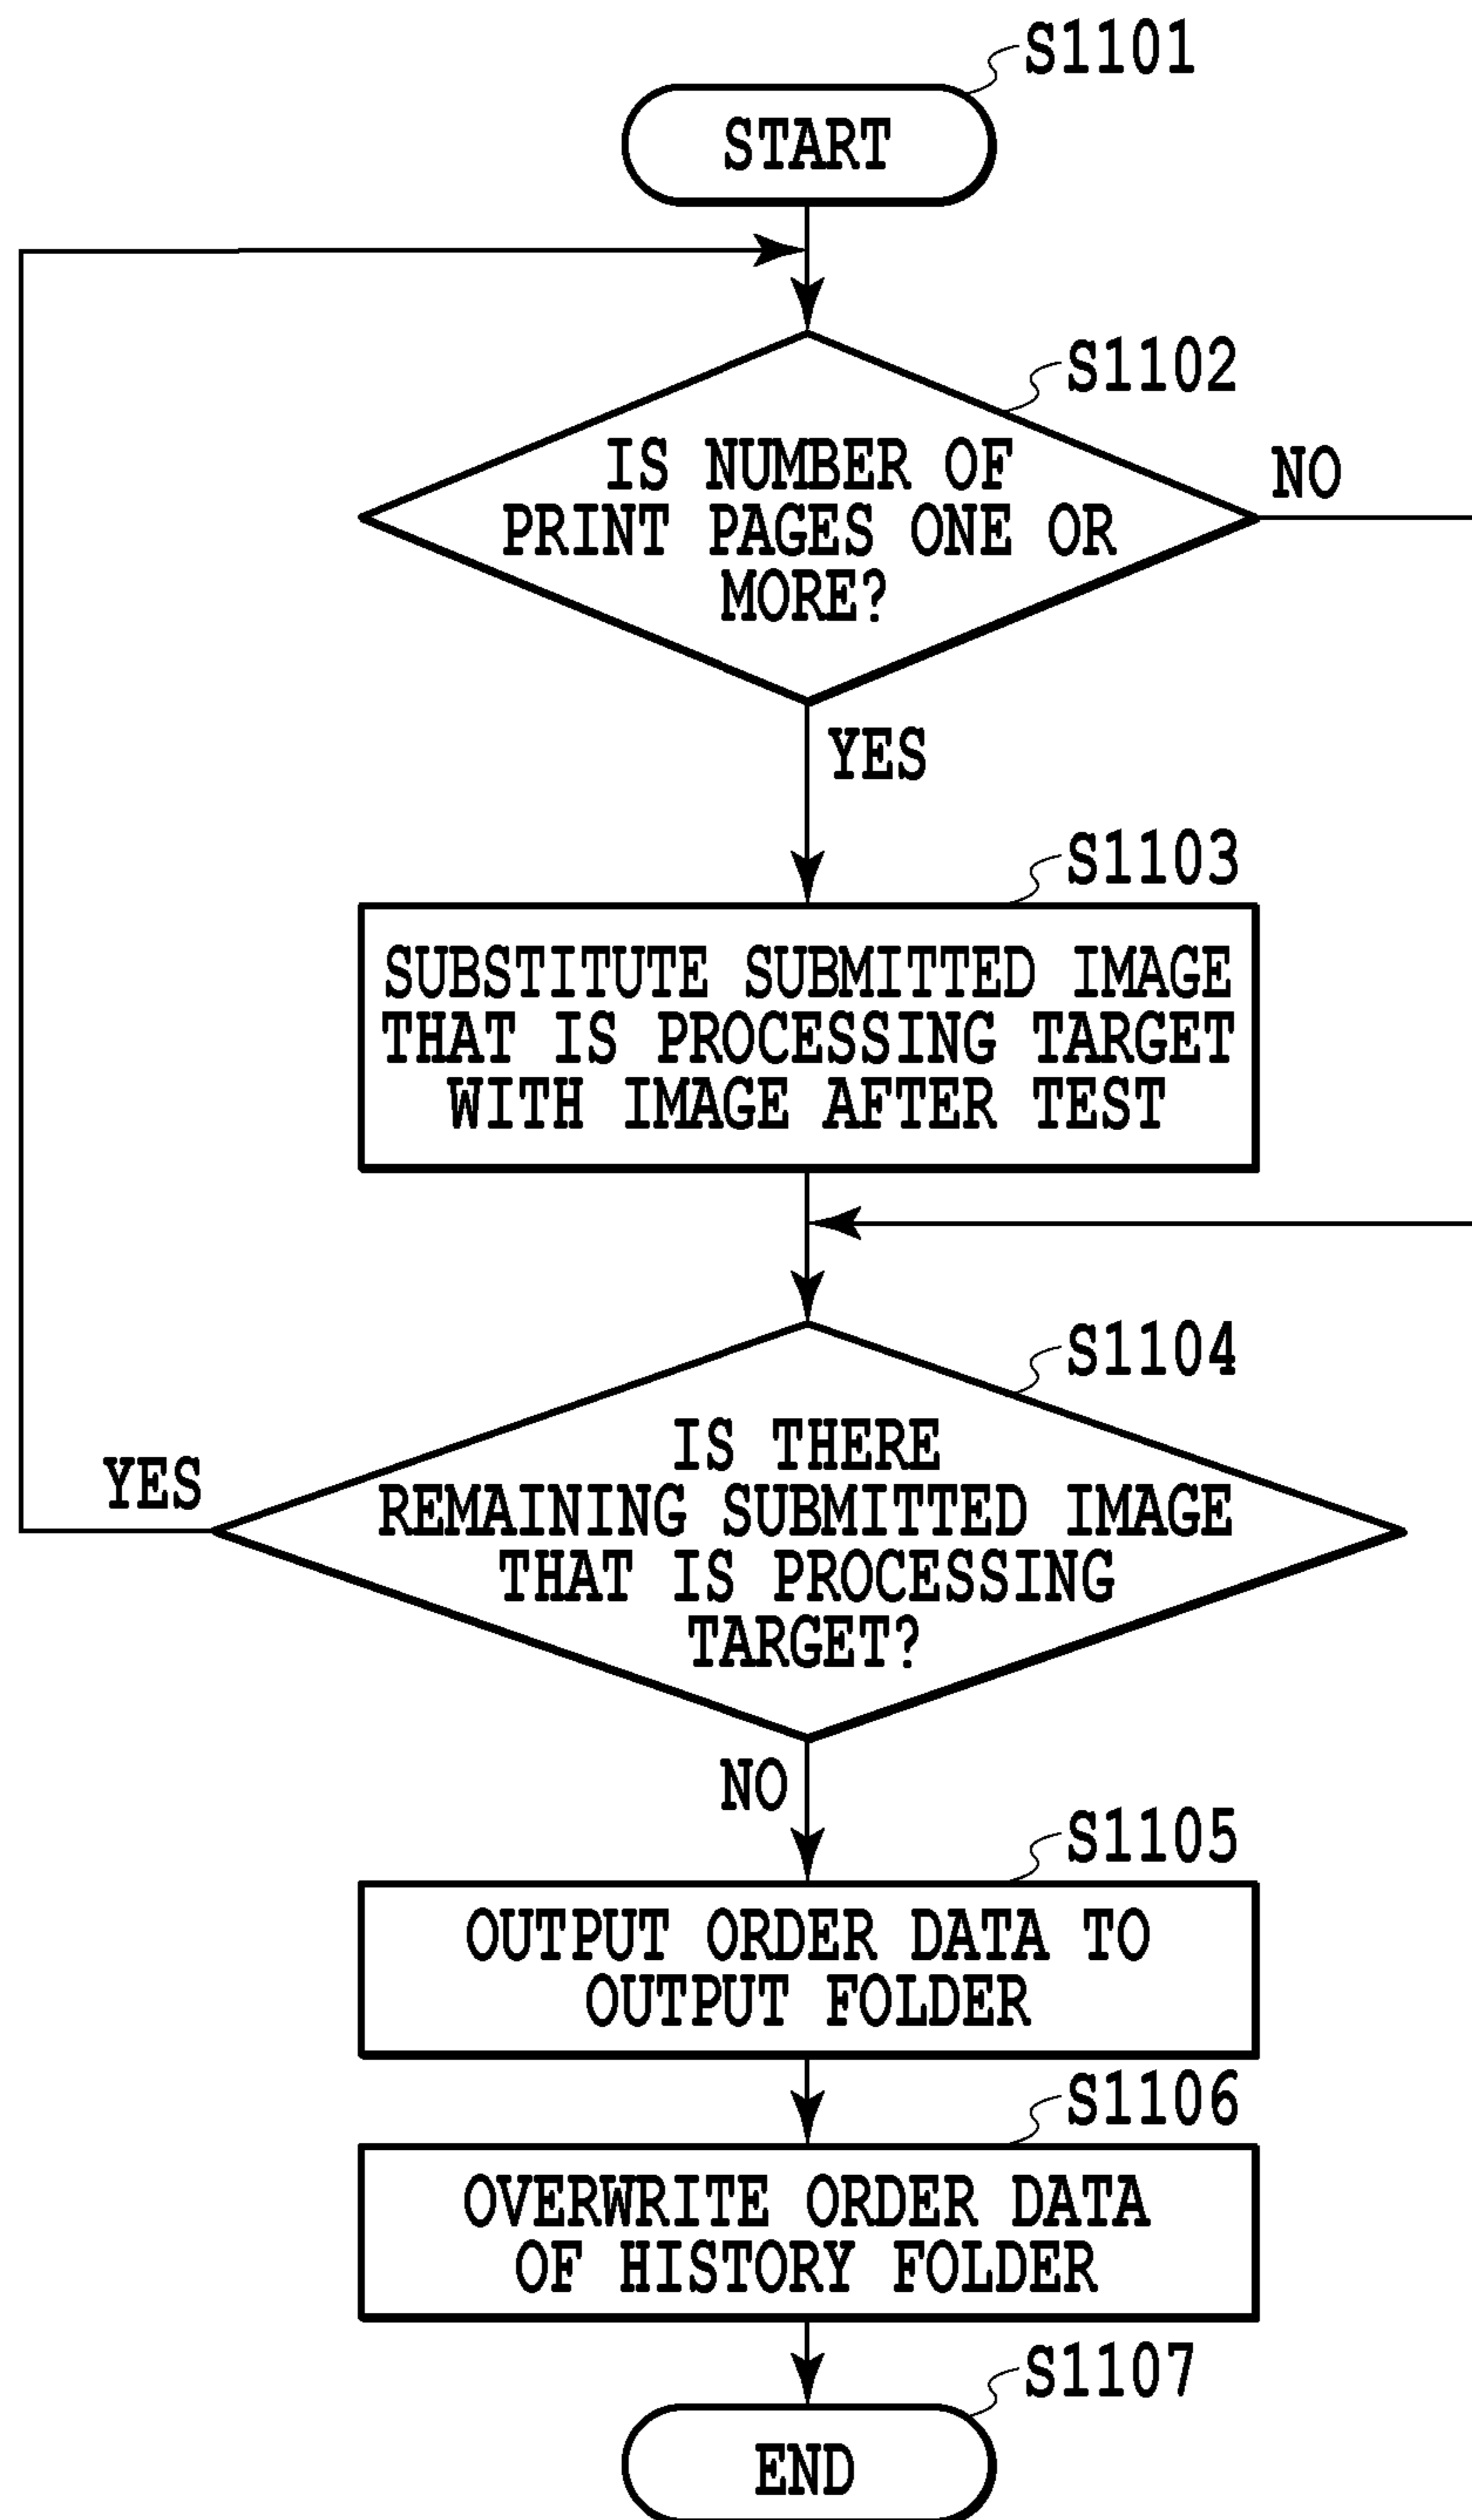 S1101
START
S1102
IS NUMBER OF
PRINT PAGES ONE OR
MORE?
NO
YES
S1103
SUBSTITUTE SUBMITTED IMAGE
THAT IS PROCESSING TARGET
WITH IMAGE AFTER TEST
S1104
IS THERE
REMAINING SUBMITTED IMAGE
THAT IS PROCESSING
TARGET?
YES
NO
S1105
OUTPUT ORDER DATA TO
OUTPUT FOLDER
S1106
OVERWRITE ORDER DATA
OF HISTORY FOLDER
S1107
END